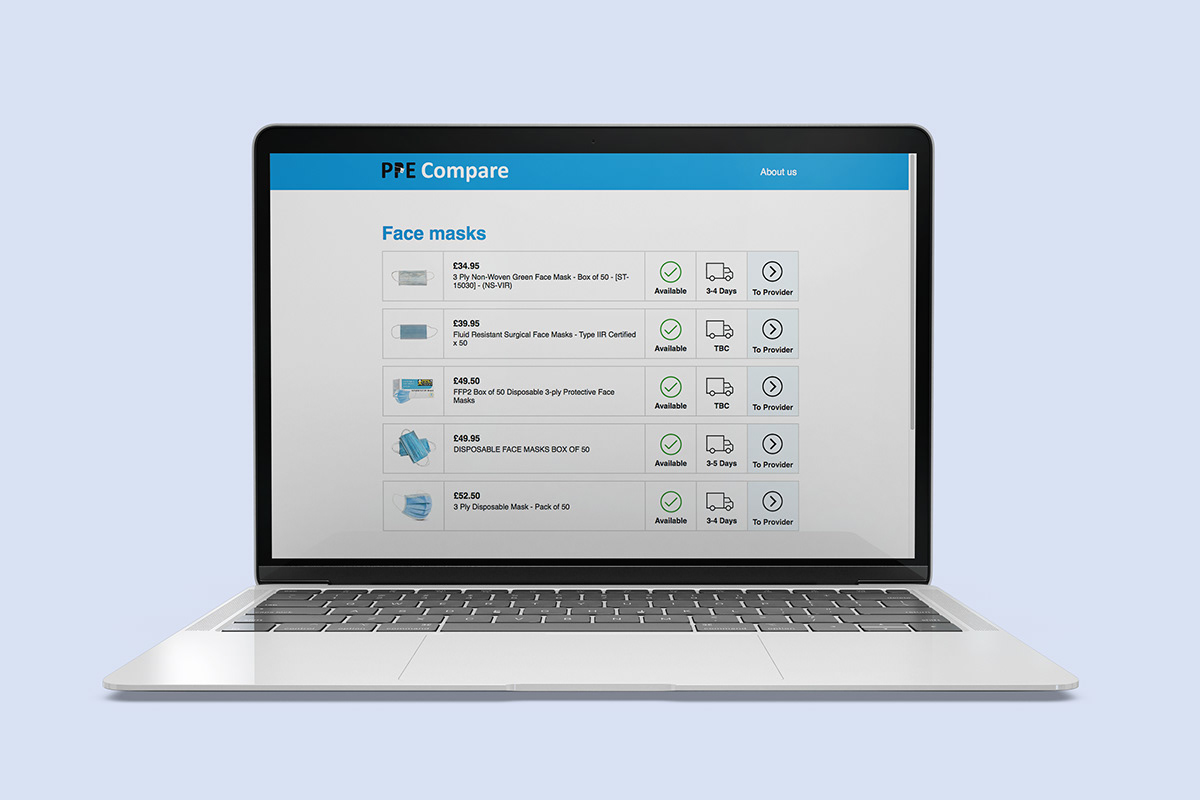 PPE Compare
About us
Face masks
£34.95
3 Ply Non-Woven Green Face Mask - Box of 50 - [ST-
15030] - (NS-VIR)
Available
3-4 Days
To Provider
£39.95
Fluid Resistant Surgical Face Masks - Type IIR Certified
x 50
Available
TBC
To Provider
£49.50
FFP2 Box of 50 Disposable 3-ply Protective Face
Masks
Available
TBC
To Provider
£49.95
DISPOSABLE FACE MASKS BOX OF 50
Available
3-5 Days
To Provider
£52.50
3 Ply Disposable Mask - Pack of 50
Available
3-4 Days
To Provider